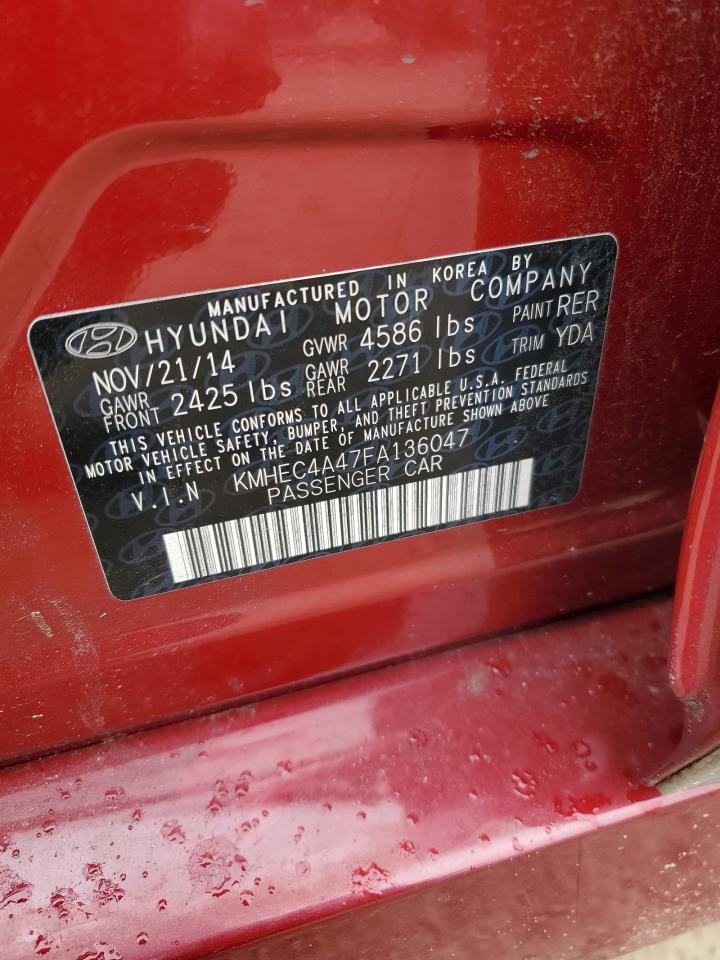 MANUFACTURED IN KOREA BY
HYUNDAI MOTOR COMPANY
NOV/21/14 GVWR 4586 lbs PAINT RER
GAWR FRONT 2425 lbs GAWR REAR 2271 lbs TRIM YDA
THIS VEHICLE CONFORMS TO ALL APPLICABLE U.S.A. FEDERAL
MOTOR VEHICLE SAFETY, BUMPER, AND THEFT PREVENTION STANDARDS
IN EFFECT ON THE DATE OF MANUFACTURE SHOWN ABOVE
V.I.N KMHEC4A47FA136047
PASSENGER CAR